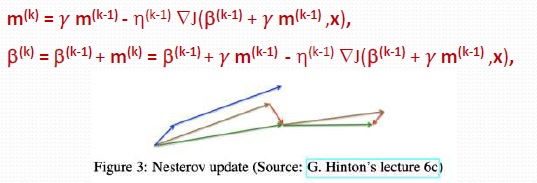 m(k) = γ m(k-1) - η(k-1) ∇J(β(k-1) + γ m(k-1) ,x),
β(k) = β(k-1) + m(k) = β(k-1) + γ m(k-1) - η(k-1) ∇J(β(k-1) + γ m(k-1) ,x),
Figure 3: Nesterov update (Source: G. Hinton's lecture 6c)